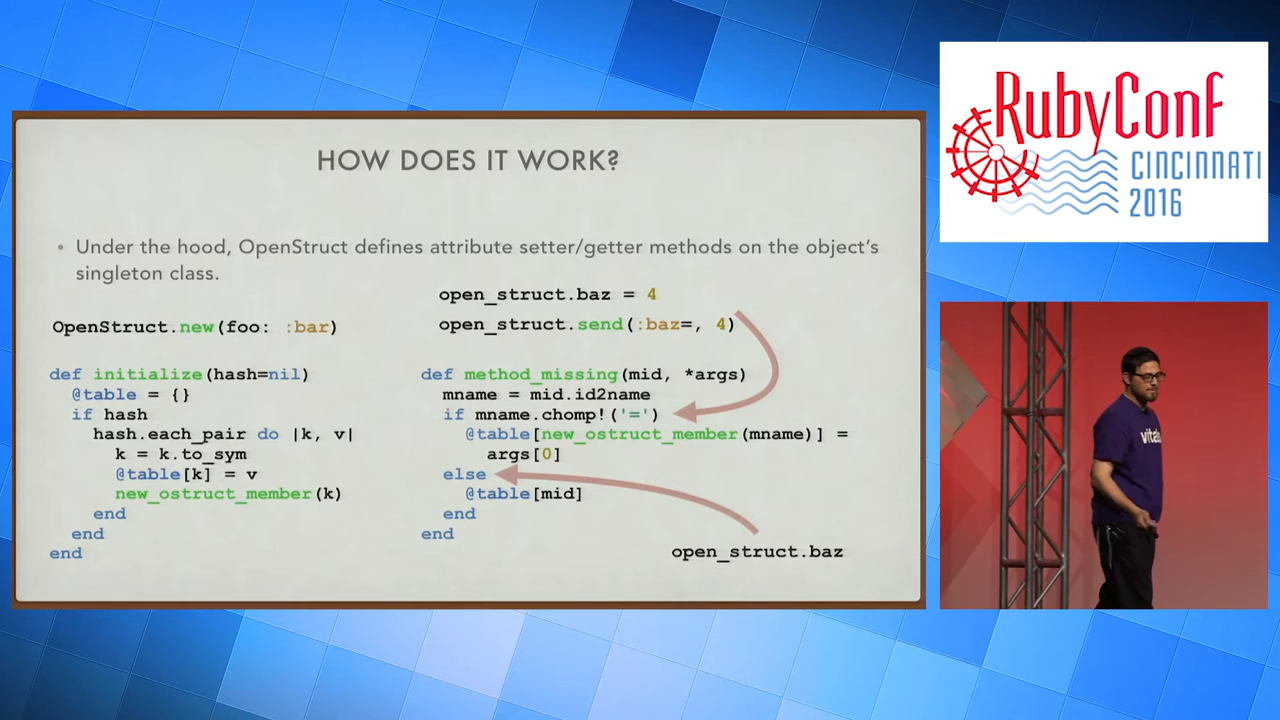 HOW DOES IT WORK?
• Under the hood, OpenStruct defines attribute setter/getter methods on the object's
singleton class.
OpenStruct.new(foo: :bar)
def initialize(hash=nil)
@table = {}
if hash
hash.each_pair do |k, v|
k = k.to_sym
@table[k] = v
new_ostruct_member(k)
end
end
end
open_struct.baz = 4
open_struct.send(:baz=, 4)
def method_missing(mid, *args)
mname = mid.id2name
if mname.chomp!('=')
@table[new_ostruct_member(mname)] =
args[0]
else
@table[mid]
end
end
open_struct.baz
RubyConf
CINCINNATI
2016
vital